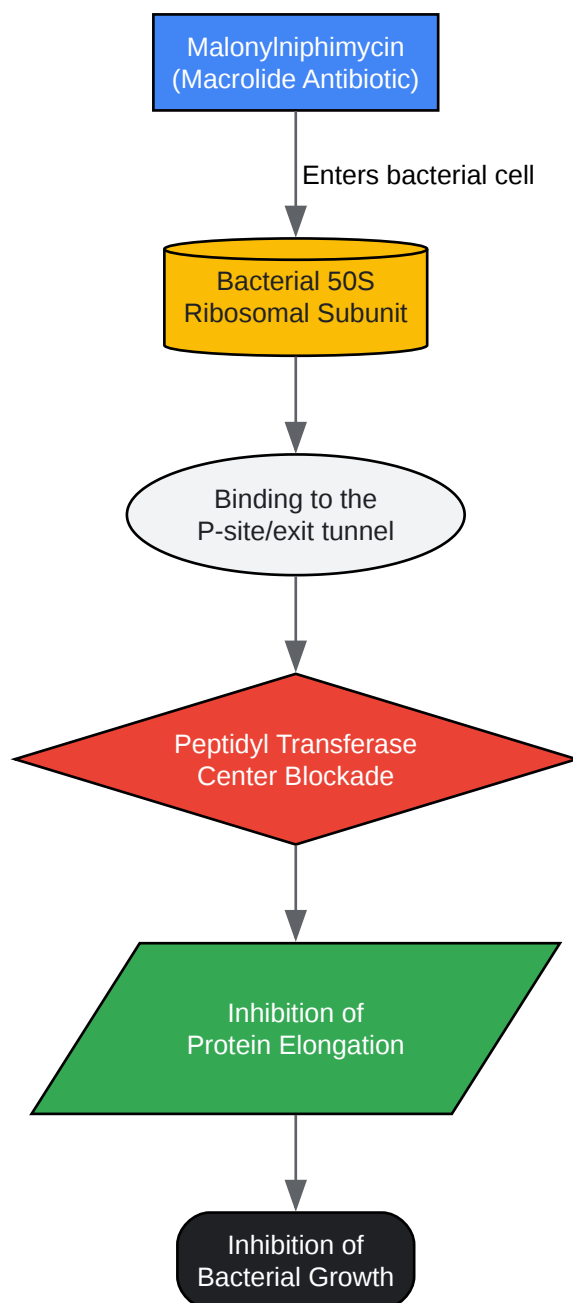 Malonylniphimycin
(Macrolide Antibiotic)
Enters bacterial cell
Bacterial 50S
Ribosomal Subunit
Binding to the
P-site/exit tunnel
Peptidyl Transferase
Center Blockade
Inhibition of
Protein Elongation
Inhibition of
Bacterial Growth